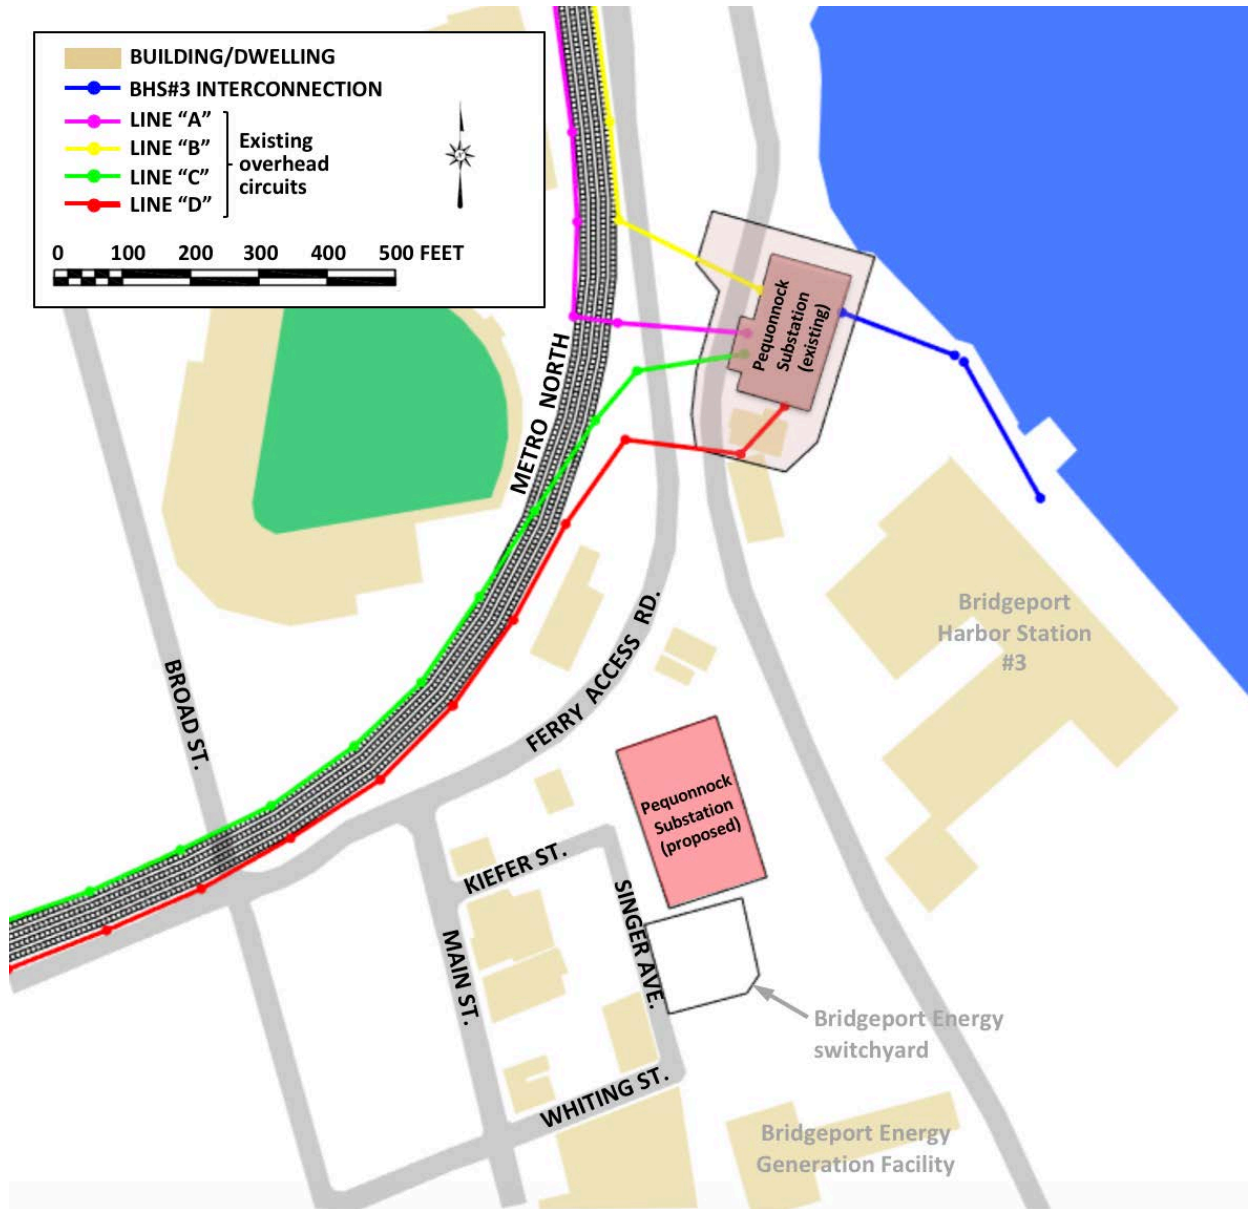 BUILDING/DWELLING
BHS#3 INTERCONNECTION
LINE “A”
LINE “B”
LINE “C”
LINE “D”
Existing
overhead
circuits
0 100 200 300 400 500 FEET
METRO NORTH
Pequonnock
Substation
(existing)
Bridgeport
Harbor Station
#3
BROAD ST.
FERRY ACCESS RD.
Pequonnock
Substation
(proposed)
KIEFER ST.
SINGER AVE.
MAIN ST.
Bridgeport Energy
switchyard
WHITING ST.
Bridgeport Energy
Generation Facility